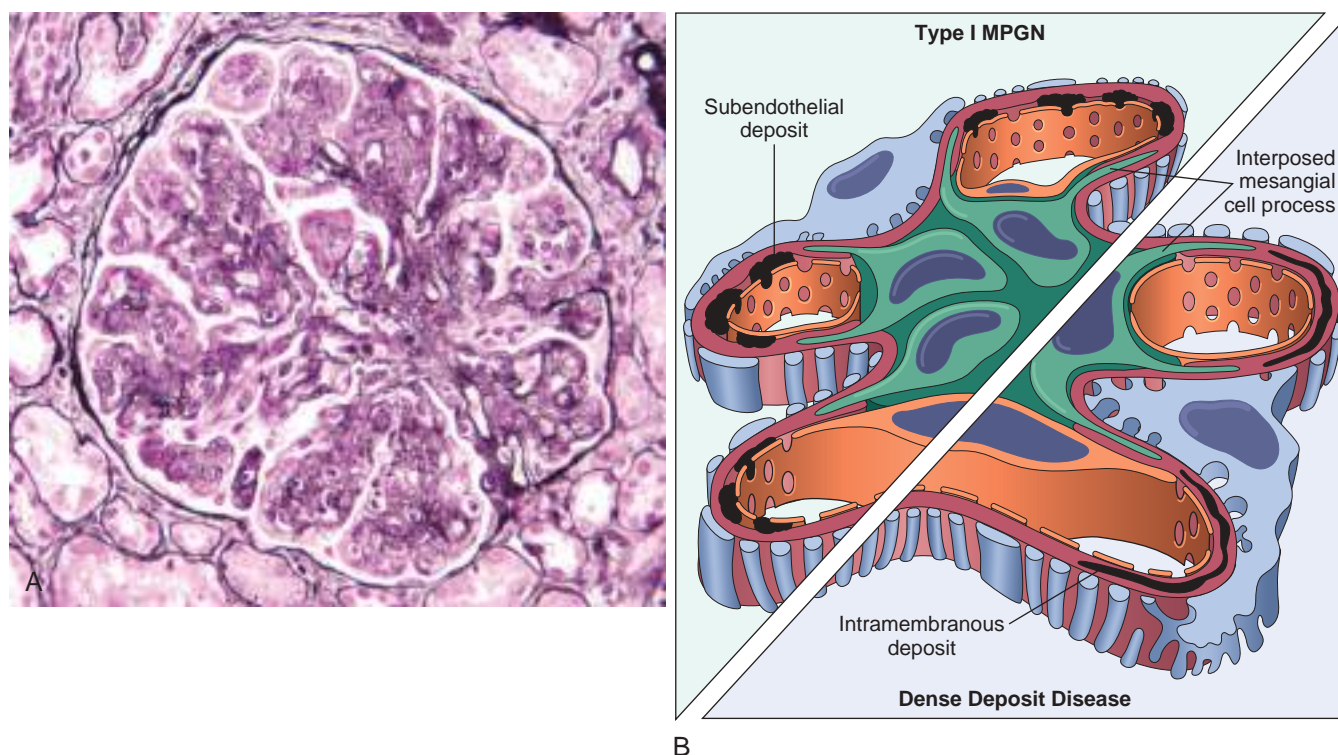 A
Type I MPGN
Subendothelial
deposit
Interposed
mesangial
cell process
Intramembranous
deposit
Dense Deposit Disease
B